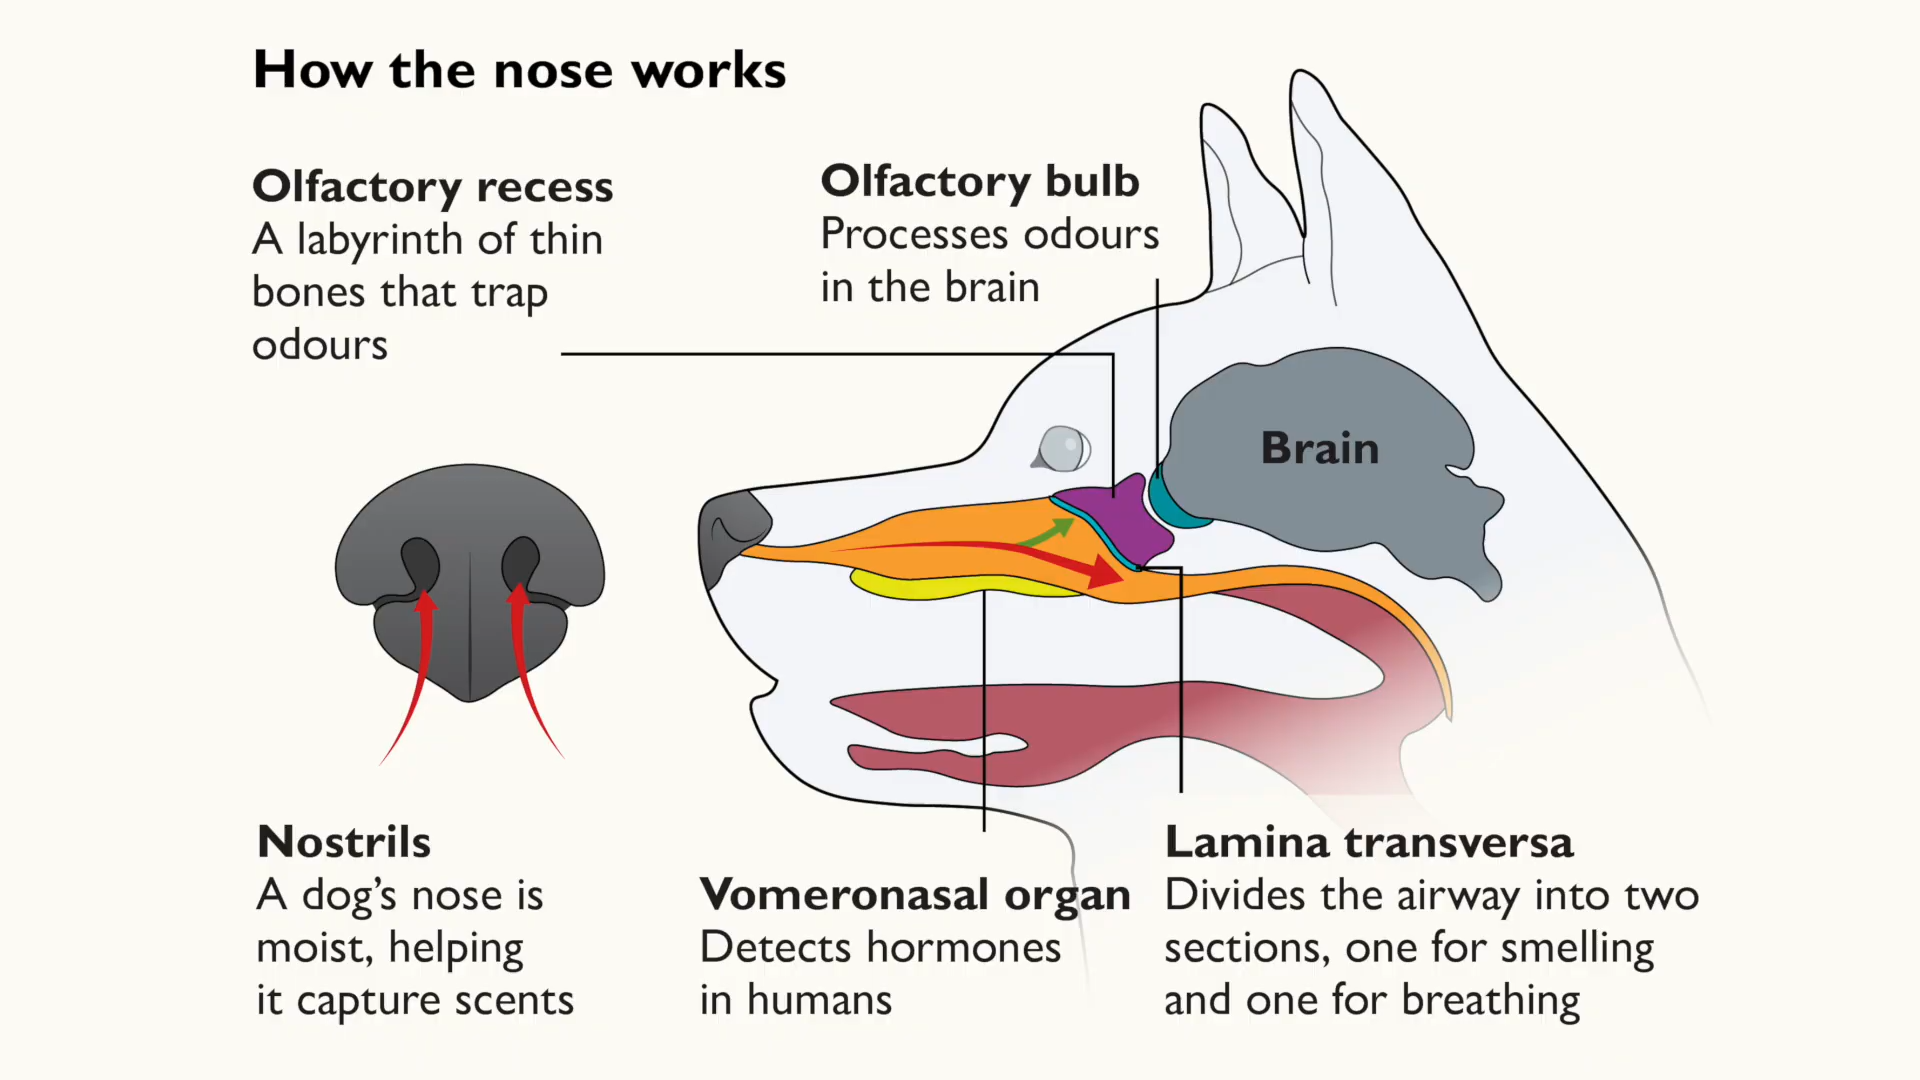 How the nose works
Olfactory recess
A labyrinth of thin
bones that trap
odours
Olfactory bulb
Processes odours
in the brain
Brain
Nostrils
A dog’s nose is
moist, helping
it capture scents
Vomeronasal organ
Detects hormones
in humans
Lamina transversa
Divides the airway into two
sections, one for smelling
and one for breathing